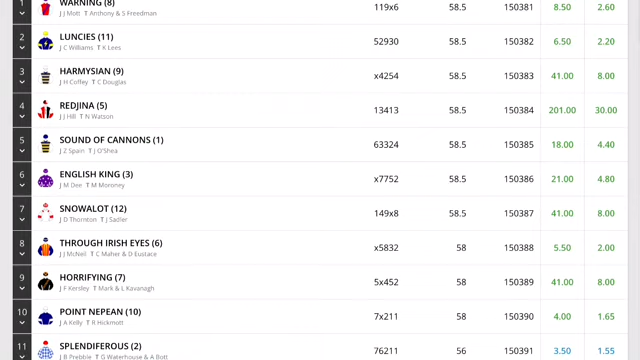 1 WARNING (8) 119x6 58.5 150381 8.50 2.60
J J Mott T Anthony & S Freedman
2 LUNCIES (11) 52930 58.5 150382 6.50 2.20
J C Williams T K Lees
3 HARMYSIAN (9) x4254 58.5 150383 41.00 8.00
J H Coffey T C Douglas
4 REDJINA (5) 13413 58.5 150384 201.00 30.00
J J Hill T N Watson
5 SOUND OF CANNONS (1) 63324 58.5 150385 18.00 4.40
J Z Spain T J O'Shea
6 ENGLISH KING (3) x7752 58.5 150386 21.00 4.80
J M Dee T M Moroney
7 SNOWALOT (12) 149x8 58.5 150387 41.00 8.00
J D Thornton T J Sadler
8 THROUGH IRISH EYES (6) x5832 58 150388 5.50 2.00
J J McNeil T C Maher & D Eustace
9 HORRIFYING (7) 5x452 58 150389 41.00 8.00
J F Kersley T Mark & L Kavanagh
10 POINT NEPEAN (10) 7x211 58 150390 4.00 1.65
J A Kelly T R Hickmott
11 SPLENDIFEROUS (2) 76211 56 150391 3.50 1.55
J B Prebble T G Waterhouse & A Bott